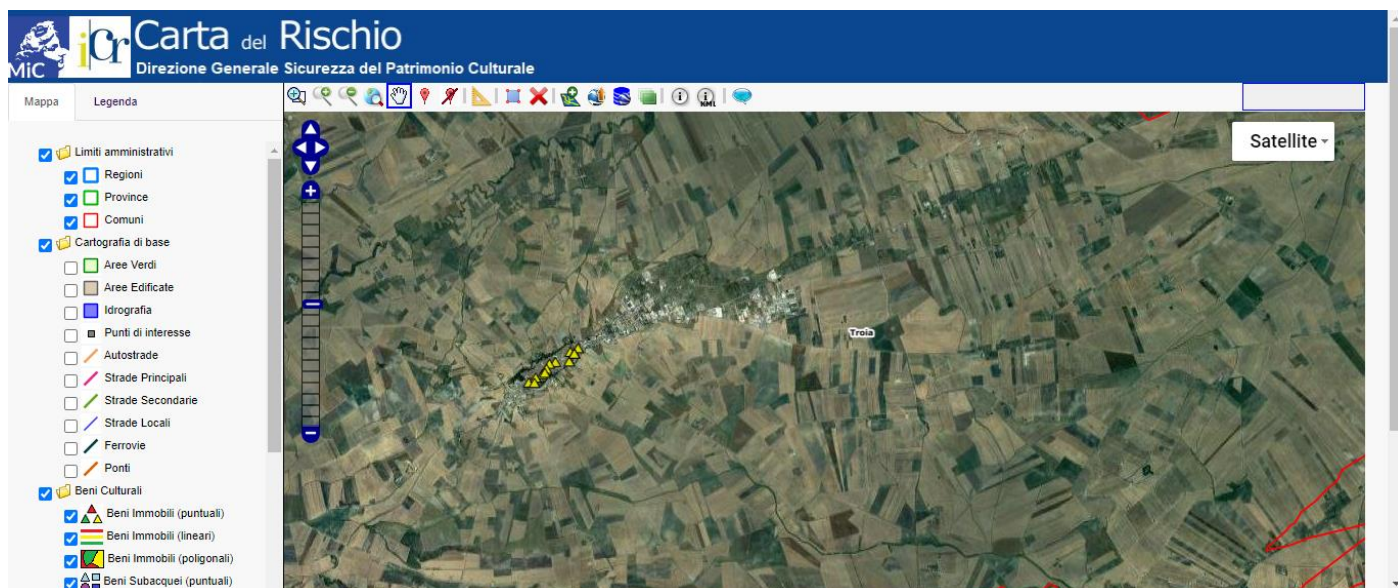 MiC
iCr
Carta del Rischio
Direzione Generale Sicurezza del Patrimonio Culturale
Mappa
Legenda
KML
Limiti amministrativi
Satellite
Regioni
Province
Comuni
Cartografia di base
Aree Verdi
Aree Edificate
Idrografia
Punti di interesse
Troia
Autostrade
Strade Principali
Strade Secondarie
Strade Locali
Ferrovie
Ponti
Beni Culturali
Beni Immobili (puntuali)
Beni Immobili (lineari)
Beni Immobili (poligonali)
Beni Subacquei (puntuali)